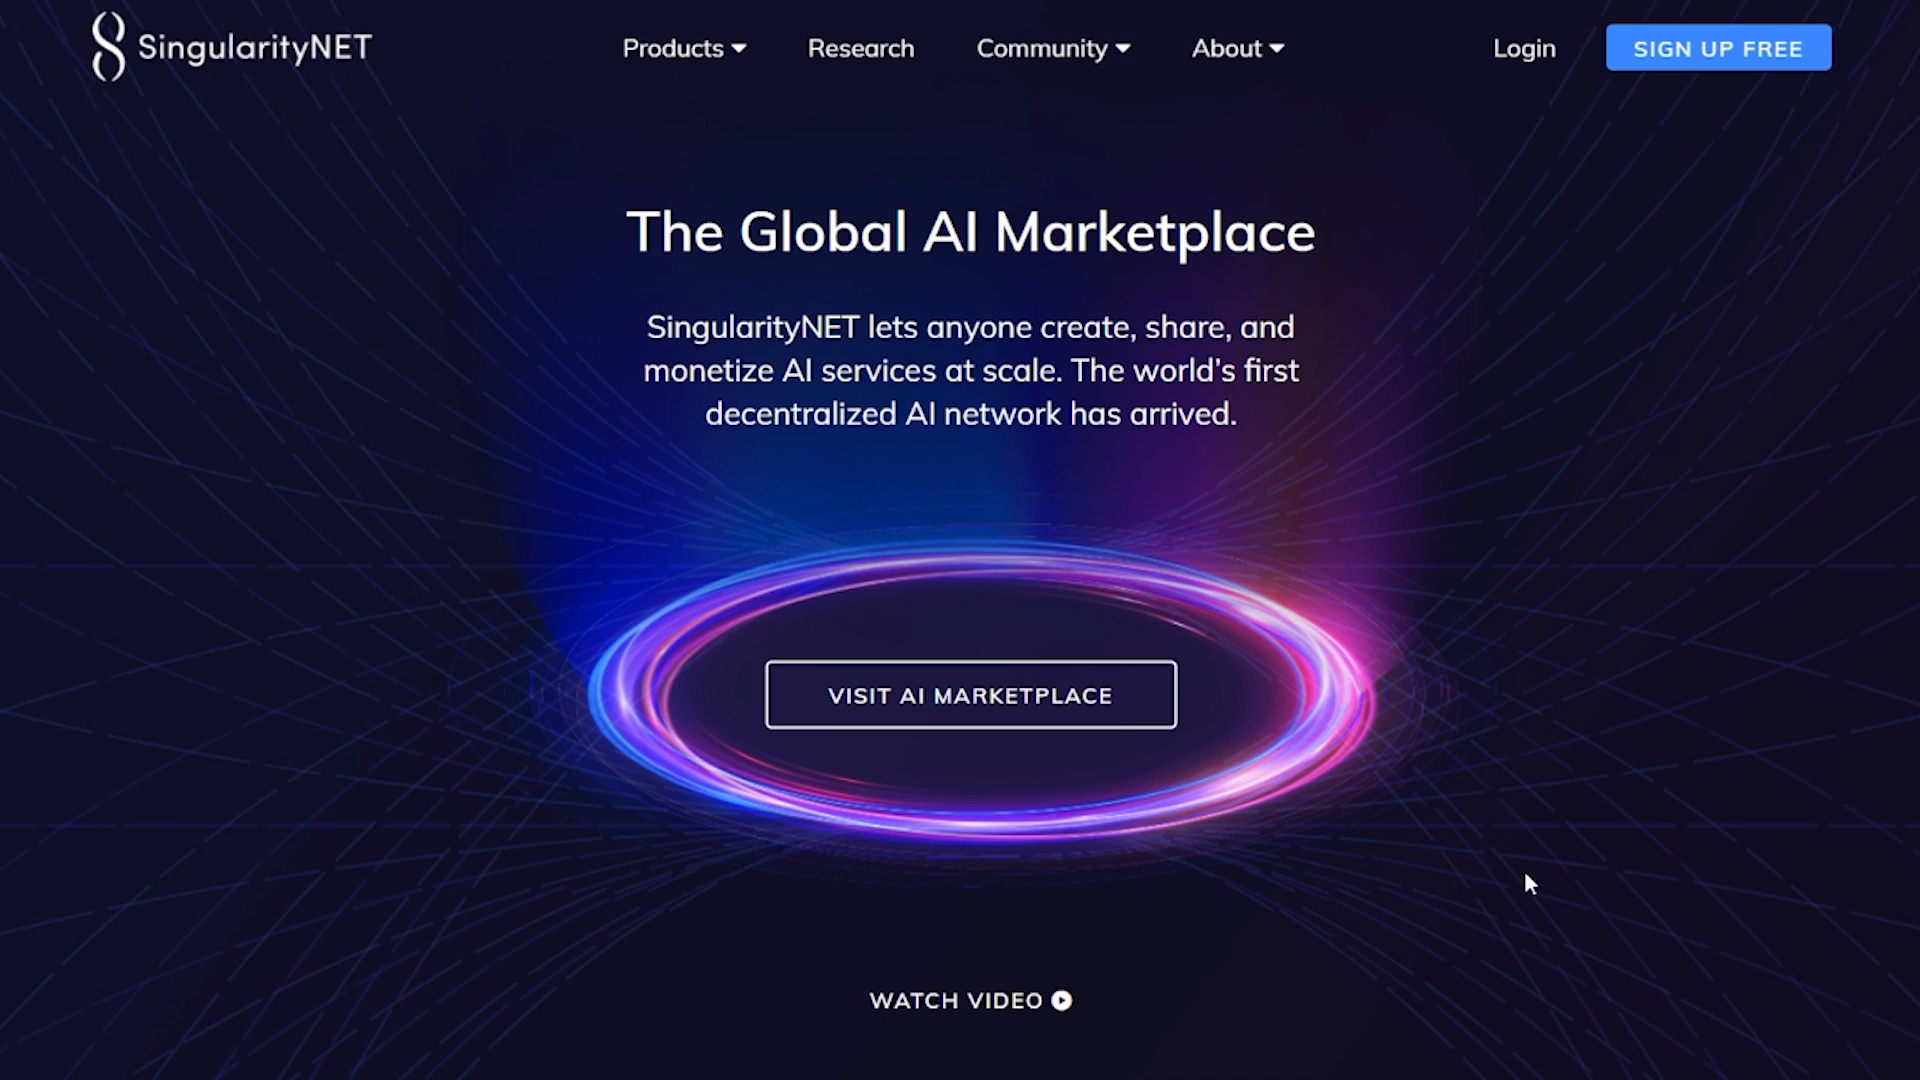 SingularityNET
Products
Research
Community
About
Login
SIGN UP FREE
The Global AI Marketplace
SingularityNET lets anyone create, share, and
monetize AI services at scale. The world’s first
decentralized AI network has arrived.
VISIT AI MARKETPLACE
WATCH VIDEO